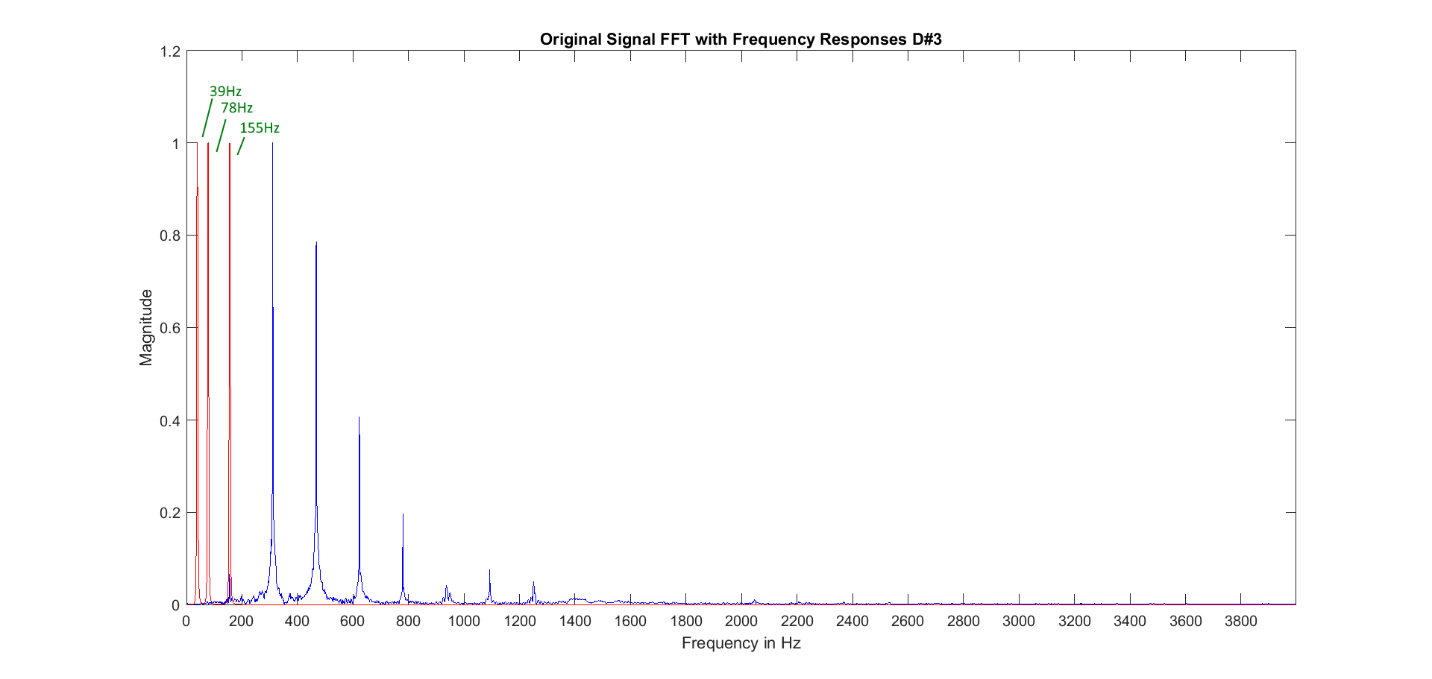 Original Signal FFT with Frequency Responses D#3
1.2
39Hz
78Hz
155Hz
1
0.8
0.6
0.4
0.2
0
Magnitude
0 200 400 600 800 1000 1200 1400 1600 1800 2000 2200 2400 2600 2800 3000 3200 3400 3600 3800
Frequency in Hz